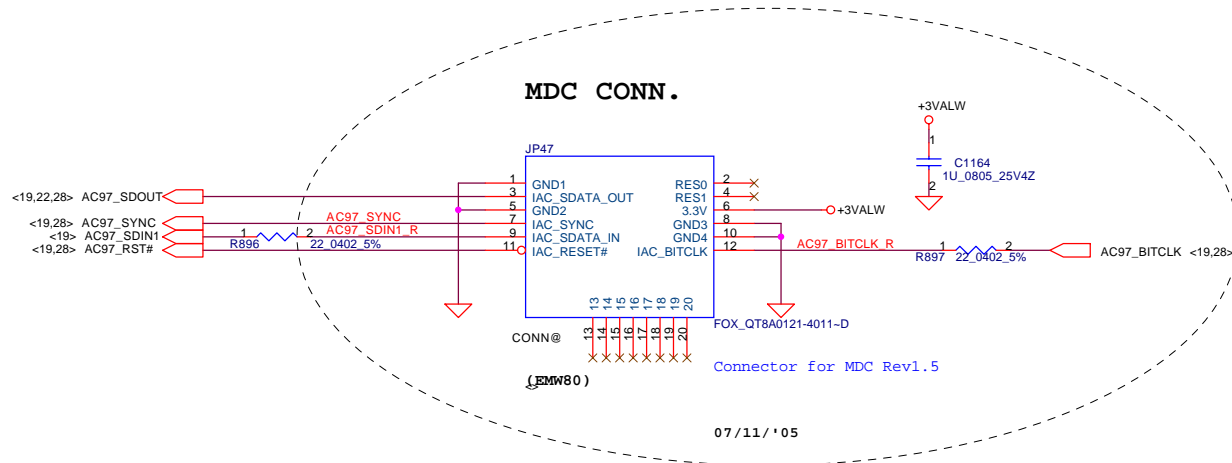 MDC CONN.
+3VALW
1
C1164
1U_0805_25V4Z
2
JP47
<19,22,28> AC97_SDOUT
<19,28> AC97_SYNC
<19> AC97_SDIN1
<19,28> AC97_RST#
1 R896 2
22_0402_5%
AC97_SYNC
AC97_SDIN1_R
1 GND1
3 IAC_SDATA_OUT
5 GND2
7 IAC_SYNC
9 IAC_SDATA_IN
11 IAC_RESET#
RES0 2
RES1 4
3.3V 6
GND3 8
GND4 10
IAC_BITCLK 12
+3VALW
AC97_BITCLK_R
1 R897 2
22_0402_5%
AC97_BITCLK <19,28>
13 14 15 16 17 18 19 20
13 14 15 16 17 18 19 20
FOX_QT8A0121-4011~D
CONN@
Connector for MDC Rev1.5
(EMW80)
07/11/'05